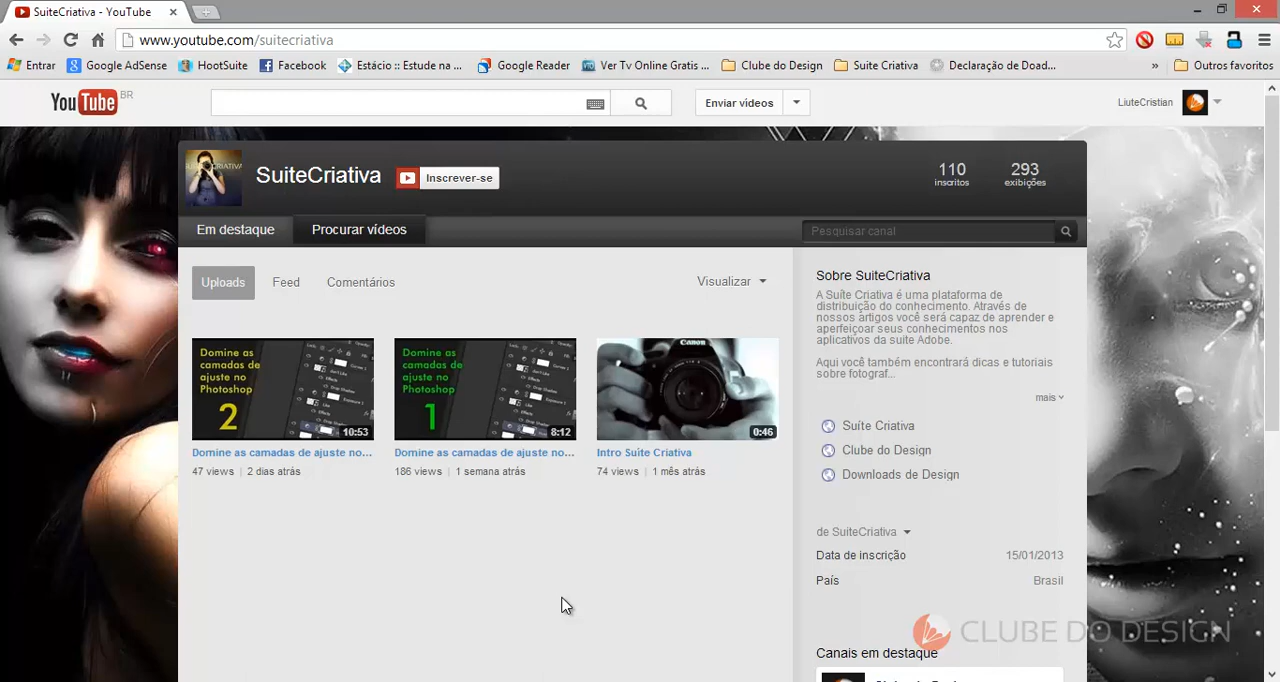 SuiteCriativa - YouTube
www.youtube.com/suitecriativa
Entrar Google AdSense HootSuite Facebook Estácio :: Estude na ... Google Reader Ver Tv Online Gratis ... Clube do Design Suite Criativa Declaração de Doad... » Outros favoritos
YouTube BR
Enviar vídeos
LiuteCristian
SuiteCriativa
Inscrever-se
110
inscritos
293
exibições
Em destaque
Procurar vídeos
Pesquisar canal
Uploads
Feed
Comentários
Visualizar
Domine as
camadas de
ajuste no
Photoshop
2
10:53
Domine as camadas de ajuste no...
47 views | 2 dias atrás
Domine as
camadas de
ajuste no
Photoshop
1
8:12
Domine as camadas de ajuste no...
186 views | 1 semana atrás
Canon
0:46
Intro Suíte Criativa
74 views | 1 mês atrás
Sobre SuiteCriativa
A Suíte Criativa é uma plataforma de
distribuição do conhecimento. Através de
nossos artigos você será capaz de aprender e
aperfeiçoar seus conhecimentos nos
aplicativos da suite Adobe.
Aqui você também encontrará dicas e tutoriais
sobre fotograf...
mais
Suíte Criativa
Clube do Design
Downloads de Design
de SuiteCriativa
Data de inscrição 15/01/2013
País Brasil
CLUBE DO DESIGN
Canais em destaque